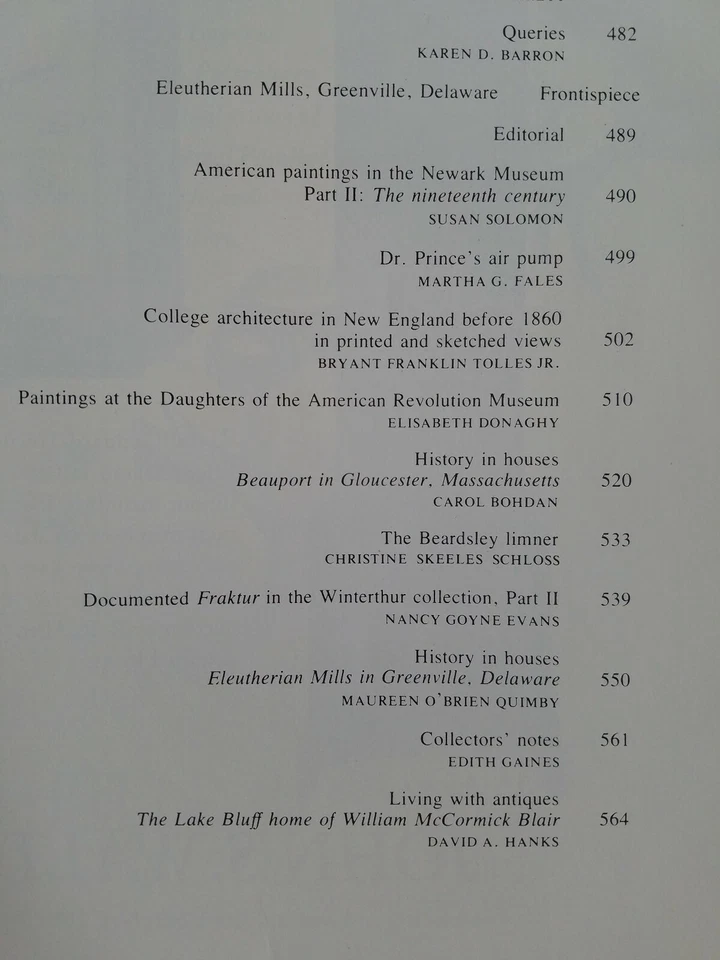 Queries 482
KAREN D. BARRON
Eleutherian Mills, Greenville, Delaware Frontispiece
Editorial 489
American paintings in the Newark Museum
Part II: The nineteenth century 490
SUSAN SOLOMON
Dr. Prince's air pump 499
MARTHA G. FALES
College architecture in New England before 1860
in printed and sketched views 502
BRYANT FRANKLIN TOLLES JR.
Paintings at the Daughters of the American Revolution Museum 510
ELISABETH DONAGHY
History in houses
Beauport in Gloucester, Massachusetts 520
CAROL BOHDAN
The Beardsley limner 533
CHRISTINE SKEELES SCHLOSS
Documented Fraktur in the Winterthur collection, Part II 539
NANCY GOYNE EVANS
History in houses
Eleutherian Mills in Greenville, Delaware 550
MAUREEN O'BRIEN QUIMBY
Collectors' notes 561
EDITH GAINES
Living with antiques
The Lake Bluff home of William McCormick Blair 564
DAVID A. HANKS